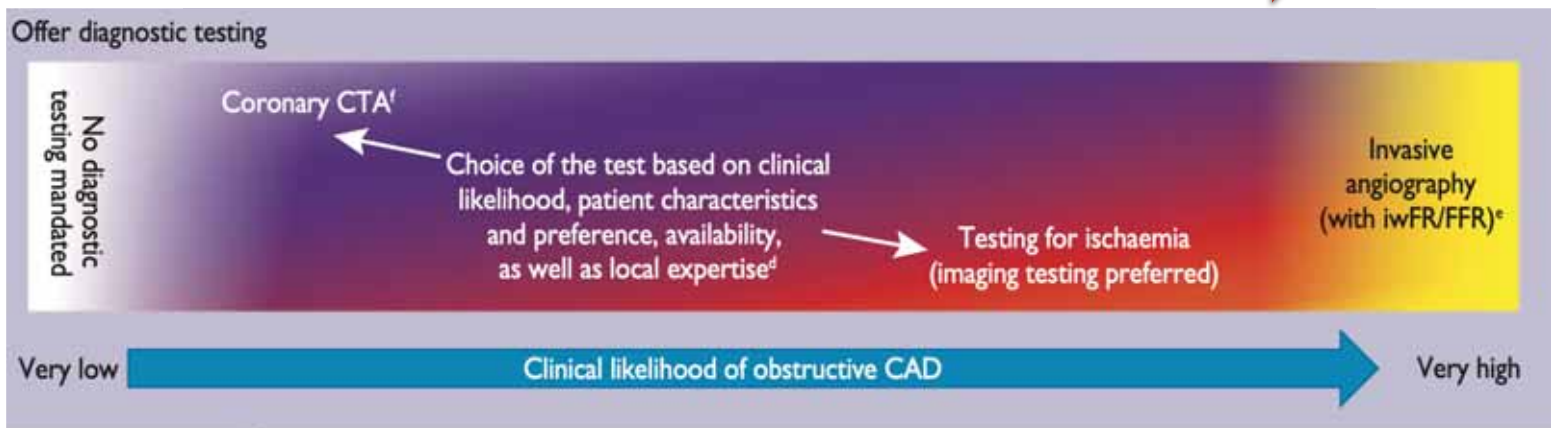 Offer diagnostic testing
No diagnostic
testing mandated
Coronary CTAᶠ
Choice of the test based on clinical
likelihood, patient characteristics
and preference, availability,
as well as local expertiseᵈ
Testing for ischaemia
(imaging testing preferred)
Invasive
angiography
(with iwFR/FFR)ᵉ
Very low
Clinical likelihood of obstructive CAD
Very high